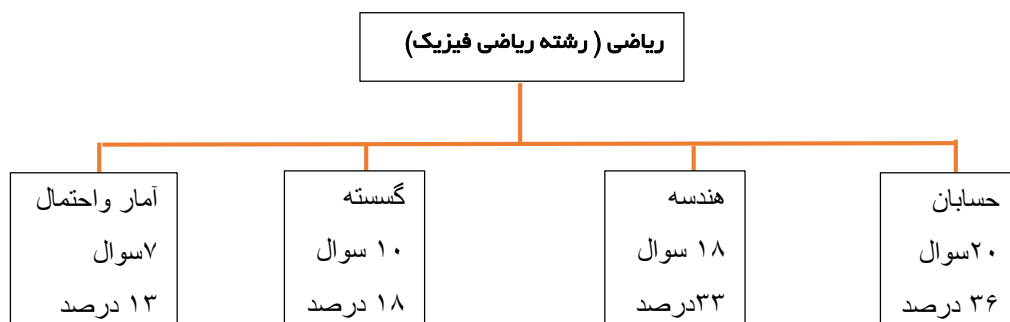 ریاضی ( رشته ریاضی فیزیک)
حسابان
۲۰سوال
۳۶ درصد
هندسه
۱۸ سوال
۳۳درصد
گسسته
۱۰ سوال
۱۸ درصد
آمار واحتمال
۷سوال
۱۳ درصد